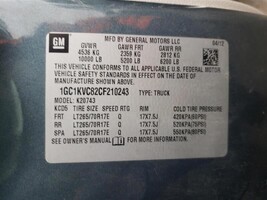 GM
MFD BY GENERAL MOTORS LLC
04/12
GVWR GAWR FRT GAWR RR
4536 KG 2359 KG 2812 KG
10000 LB 5200 LB 6200 LB
THIS VEHICLE CONFORMS TO ALL APPLICABLE U.S.
FEDERAL MOTOR VEHICLE SAFETY STANDARDS IN
EFFECT ON THE DATE OF MANUFACTURE SHOWN ABOVE.
1GC1KVC82CF210243 TYPE: TRUCK
MODEL: K20743
TIRE SIZE SPEED RTG RIM COLD TIRE PRESSURE
FRT LT265/70R17E Q 17X7.5J
RR LT265/70R17E Q 17X7.5J
SPA LT265/70R17E Q 17X7.5J
SEE OWNER'S MANUAL FOR ADDITIONAL INFORMATION.